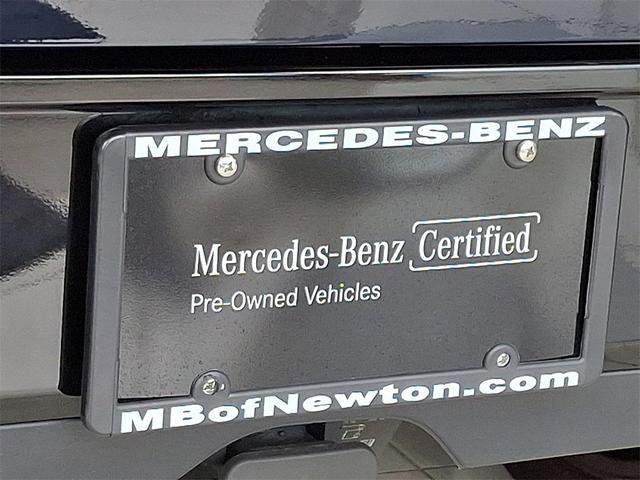 MERCEDES-BENZ
Mercedes-Benz Certified
Pre-Owned Vehicles
MBofNewton.com